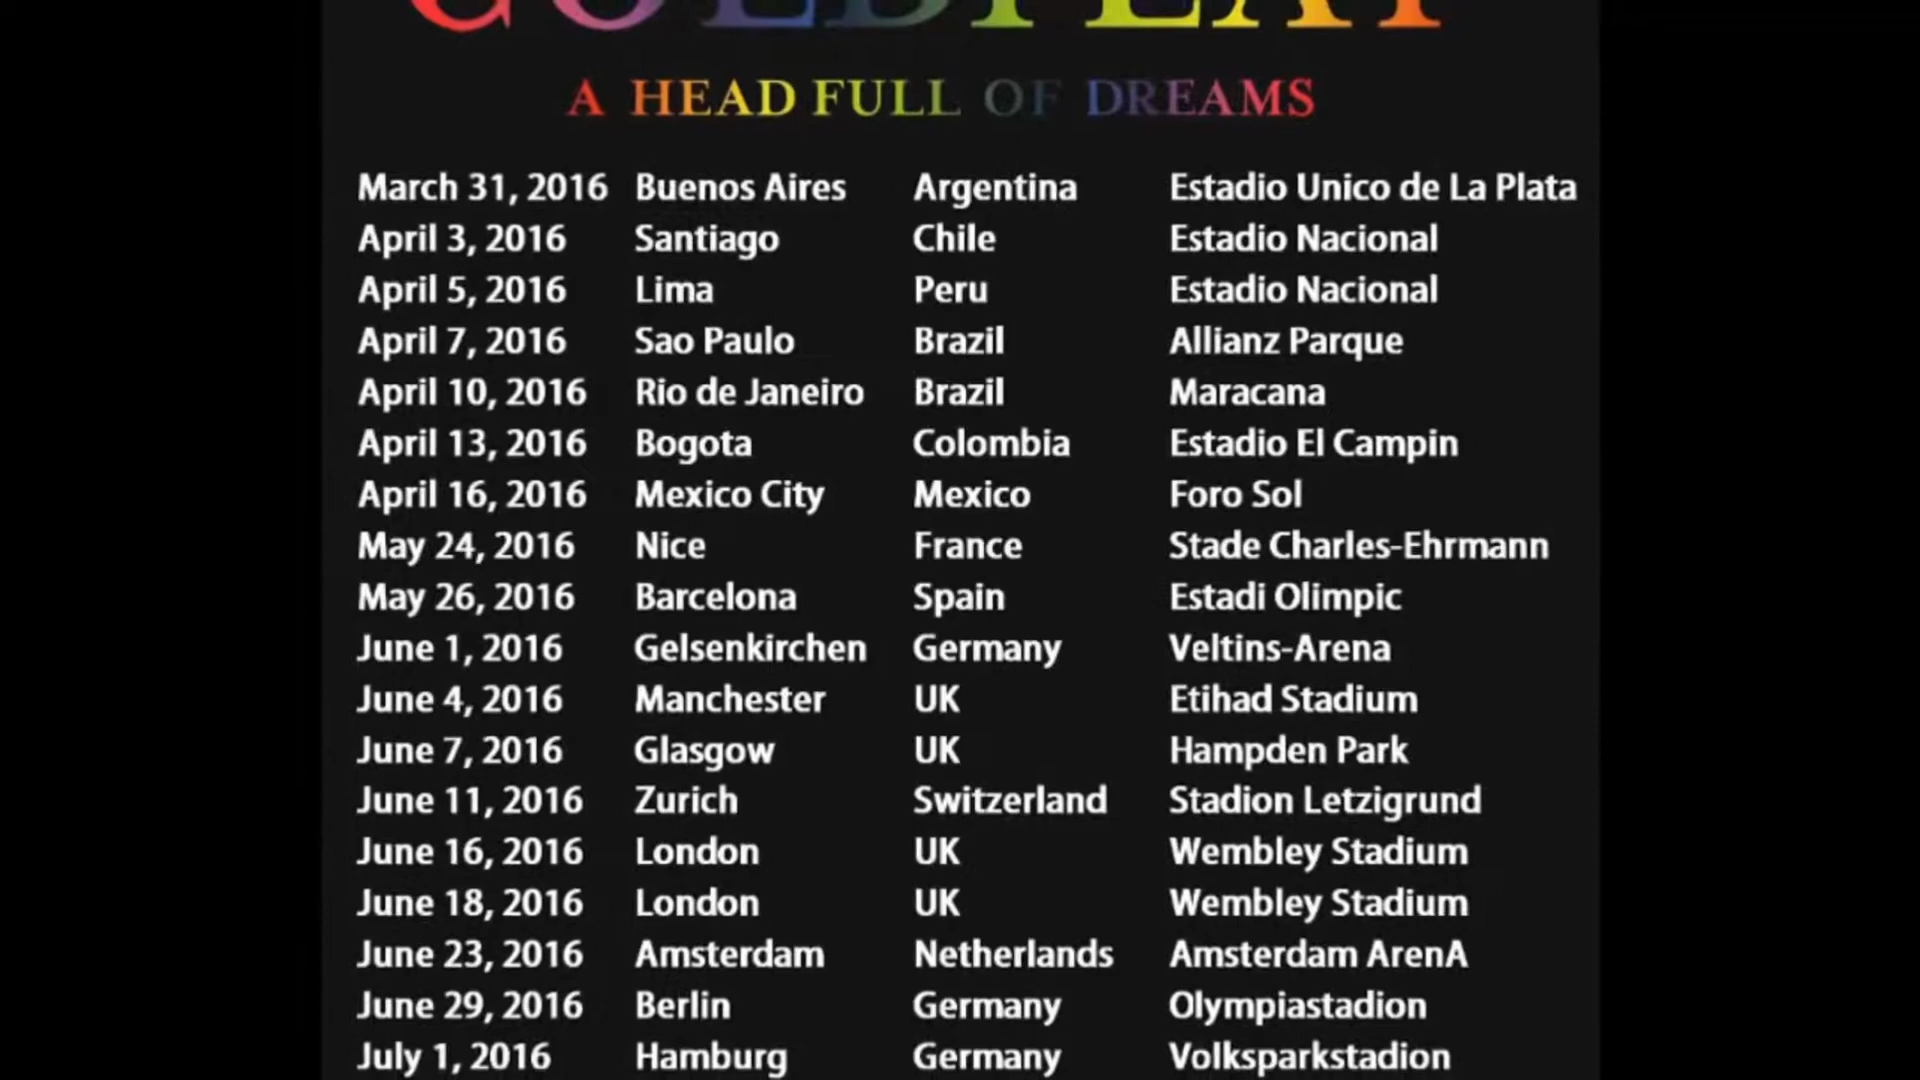 COLDPLAY
A HEAD FULL OF DREAMS
March 31, 2016 Buenos Aires Argentina Estadio Unico de La Plata
April 3, 2016 Santiago Chile Estadio Nacional
April 5, 2016 Lima Peru Estadio Nacional
April 7, 2016 Sao Paulo Brazil Allianz Parque
April 10, 2016 Rio de Janeiro Brazil Maracana
April 13, 2016 Bogota Colombia Estadio El Campin
April 16, 2016 Mexico City Mexico Foro Sol
May 24, 2016 Nice France Stade Charles-Ehrmann
May 26, 2016 Barcelona Spain Estadi Olimpic
June 1, 2016 Gelsenkirchen Germany Veltins-Arena
June 4, 2016 Manchester UK Etihad Stadium
June 7, 2016 Glasgow UK Hampden Park
June 11, 2016 Zurich Switzerland Stadion Letzigrund
June 16, 2016 London UK Wembley Stadium
June 18, 2016 London UK Wembley Stadium
June 23, 2016 Amsterdam Netherlands Amsterdam ArenA
June 29, 2016 Berlin Germany Olympiastadion
July 1, 2016 Hamburg Germany Volksparkstadion